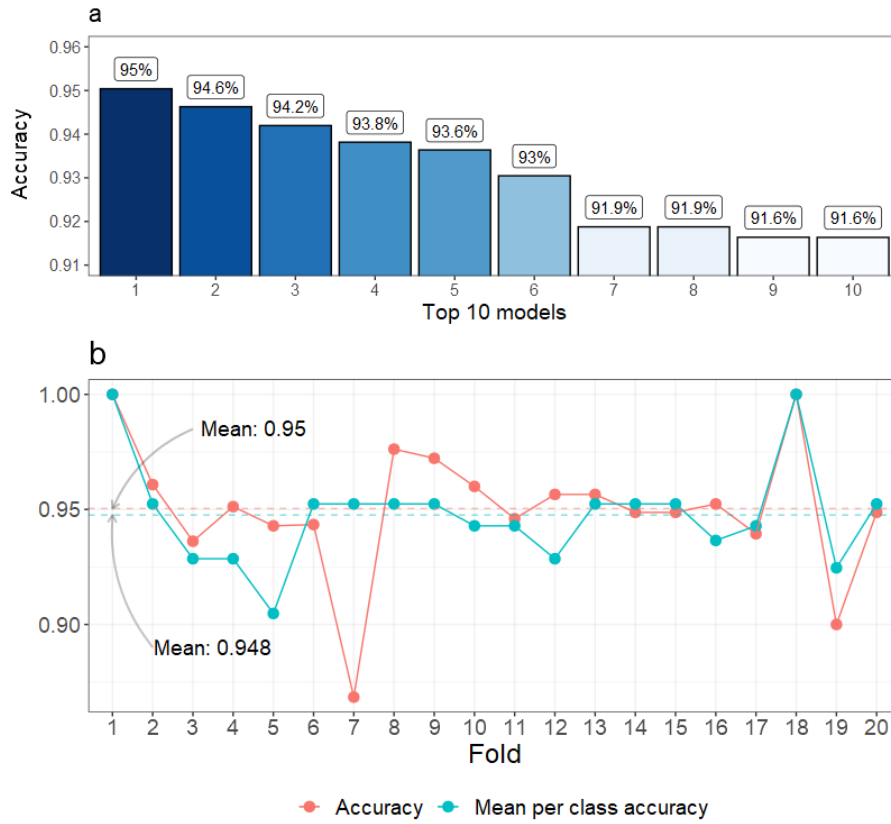 a
0.96
0.95
0.94
0.93
0.92
0.91
Accuracy
95%
94.6%
94.2%
93.8%
93.6%
93%
91.9%
91.9%
91.6%
91.6%
1 2 3 4 5 6 7 8 9 10
Top 10 models
b
1.00
0.95
0.90
Mean: 0.95
Mean: 0.948
1 2 3 4 5 6 7 8 9 10 11 12 13 14 15 16 17 18 19 20
Fold
Accuracy Mean per class accuracy